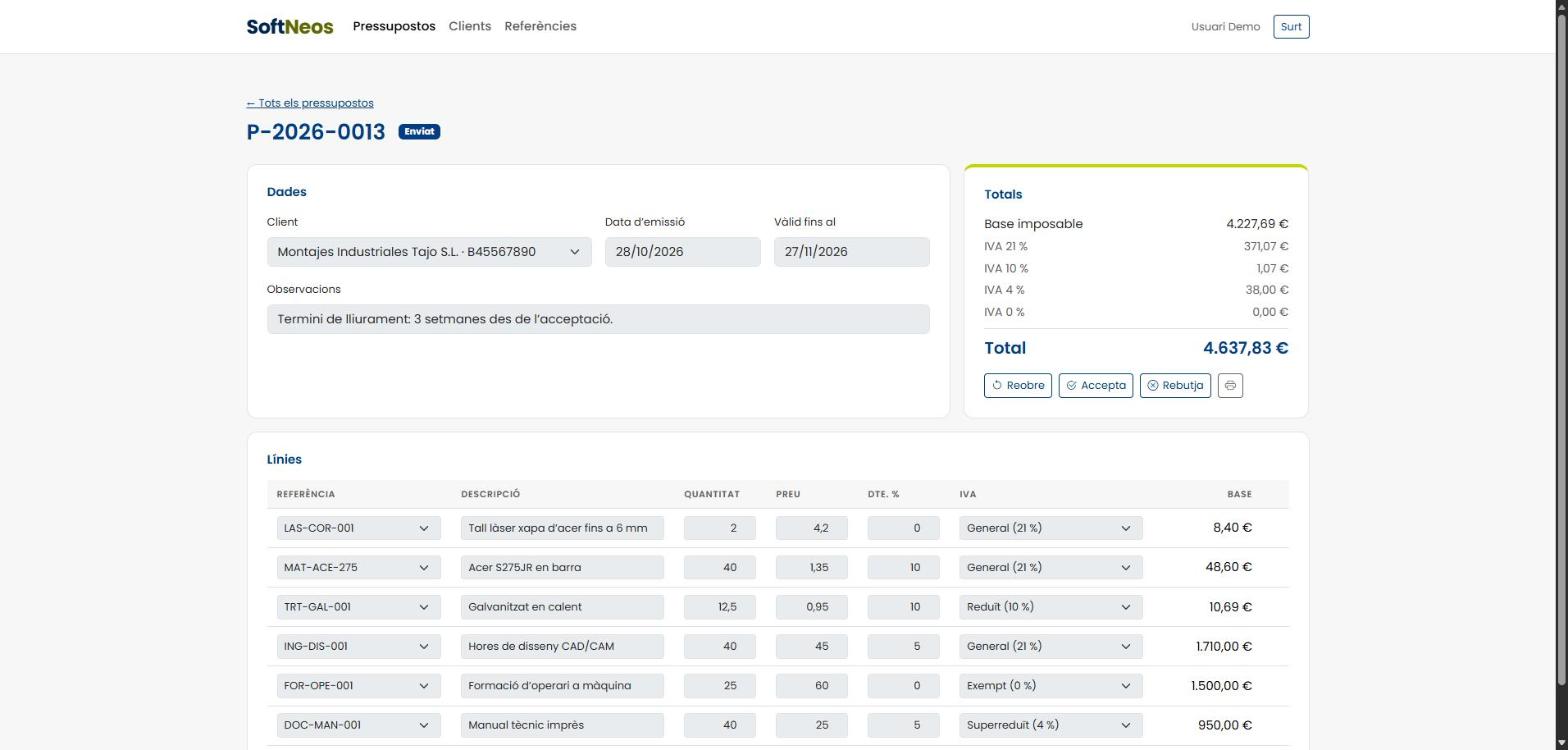 SoftNeos Pressupostos Clients Referències Usuari Demo Surt
← Tots els pressupostos
P-2026-0013 Enviat
Dades
Client Data d'emissió Vàlid fins al
Montajes Industriales Tajo S.L. · B45567890 28/10/2026 27/11/2026
Observacions
Termini de lliurament: 3 setmanes des de l'acceptació.
Totals
Base imposable 4.227,69 €
IVA 21 % 371,07 €
IVA 10 % 1,07 €
IVA 4 % 38,00 €
IVA 0 % 0,00 €
Total 4.637,83 €
Reobre Accepta Rebutja
Línies
REFERÈNCIA DESCRIPCIÓ QUANTITAT PREU DTE. % IVA BASE
LAS-COR-001 Tall làser xapa d'acer fins a 6 mm 2 4,2 0 General (21 %) 8,40 €
MAT-ACE-275 Acer S275JR en barra 40 1,35 10 General (21 %) 48,60 €
TRT-GAL-001 Galvanitzat en calent 12,5 0,95 10 Reduït (10 %) 10,69 €
ING-DIS-001 Hores de disseny CAD/CAM 40 45 5 General (21 %) 1.710,00 €
FOR-OPE-001 Formació d'operari a màquina 25 60 0 Exempt (0 %) 1.500,00 €
DOC-MAN-001 Manual tècnic imprès 40 25 5 Superreduït (4 %) 950,00 €